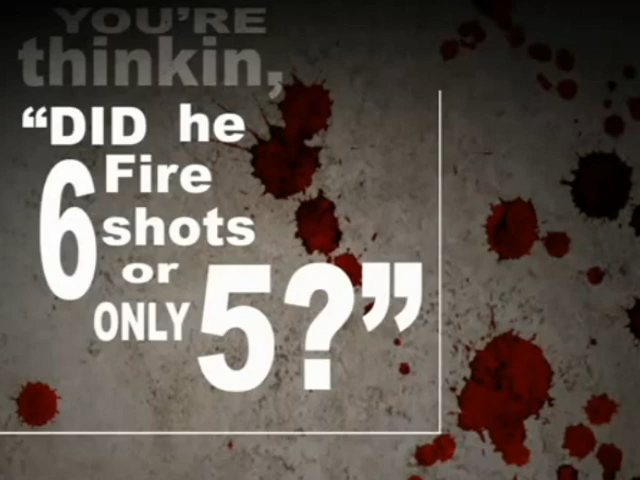 YOU'RE
thinkin,
“DID he
6 Fire
shots
or
ONLY 5?”